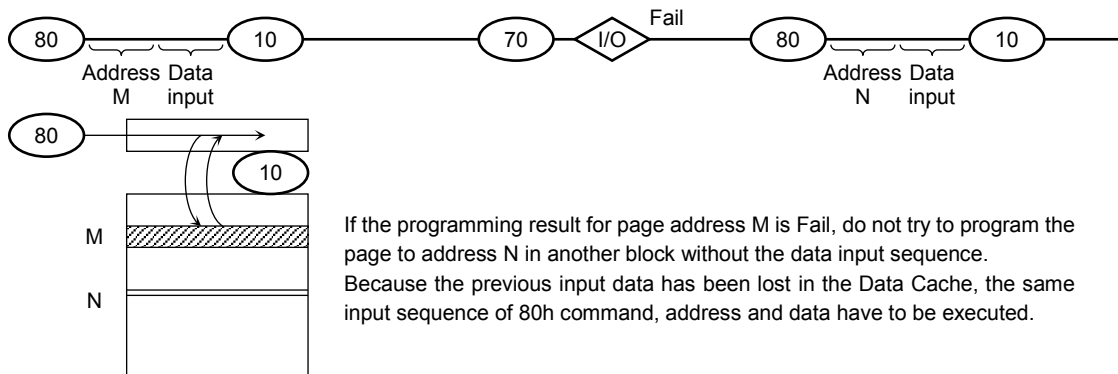 Fail
80 10 70 I/O 80 10
Address Data Address Data
M input N input
80
10
M
N
If the programming result for page address M is Fail, do not try to program the
page to address N in another block without the data input sequence.
Because the previous input data has been lost in the Data Cache, the same
input sequence of 80h command, address and data have to be executed.